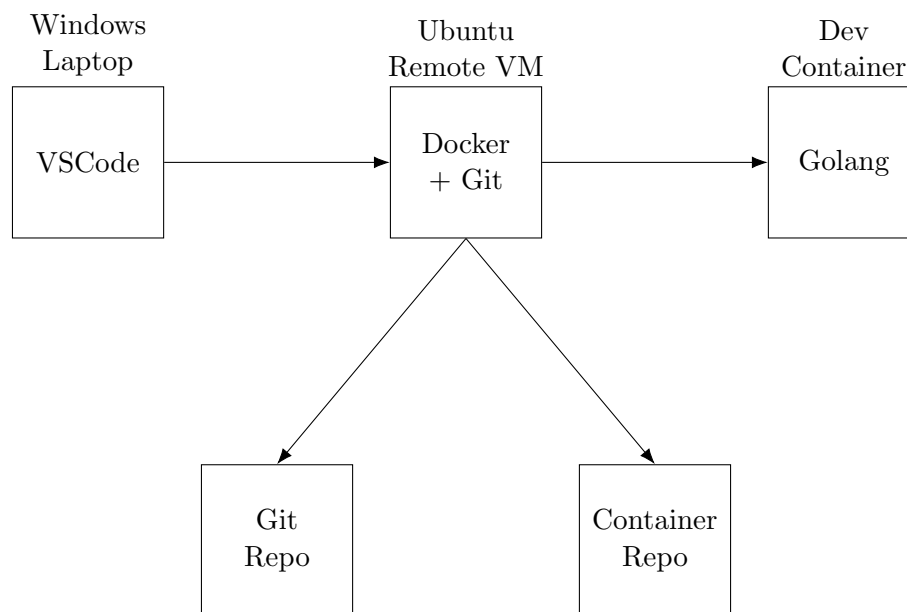 Windows
Laptop
Ubuntu
Remote VM
Dev
Container
VSCode
Docker
+ Git
Golang
Git
Repo
Container
Repo